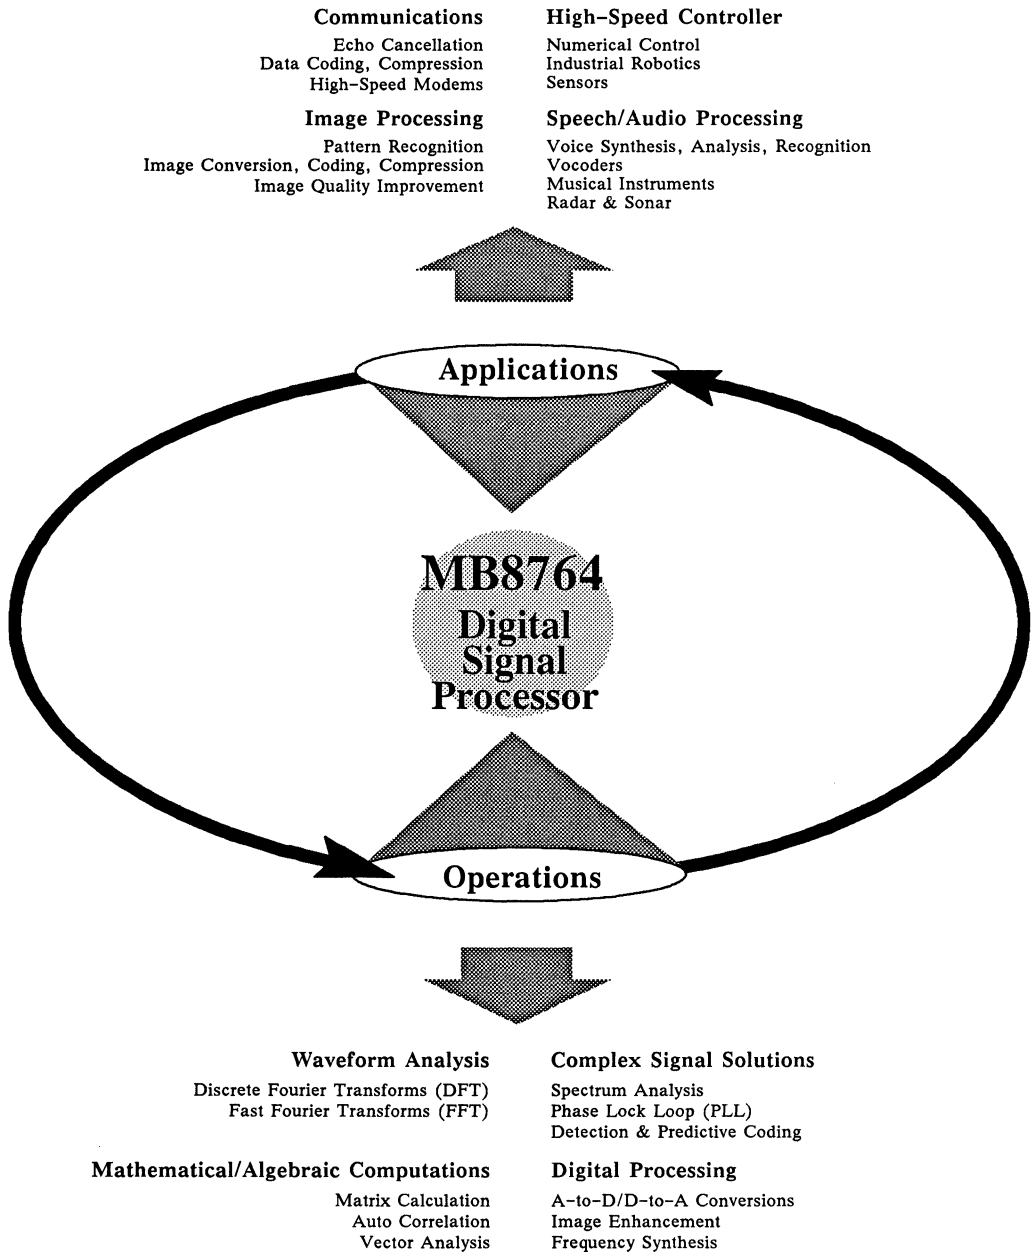 Communications
Echo Cancellation
Data Coding, Compression
High-Speed Modems
Image Processing
Pattern Recognition
Image Conversion, Coding, Compression
Image Quality Improvement
High-Speed Controller
Numerical Control
Industrial Robotics
Sensors
Speech/Audio Processing
Voice Synthesis, Analysis, Recognition
Vocoders
Musical Instruments
Radar & Sonar
Applications
MB8764
Digital
Signal
Processor
Operations
Waveform Analysis
Discrete Fourier Transforms (DFT)
Fast Fourier Transforms (FFT)
Mathematical/Algebraic Computations
Matrix Calculation
Auto Correlation
Vector Analysis
Complex Signal Solutions
Spectrum Analysis
Phase Lock Loop (PLL)
Detection & Predictive Coding
Digital Processing
A-to-D/D-to-A Conversions
Image Enhancement
Frequency Synthesis